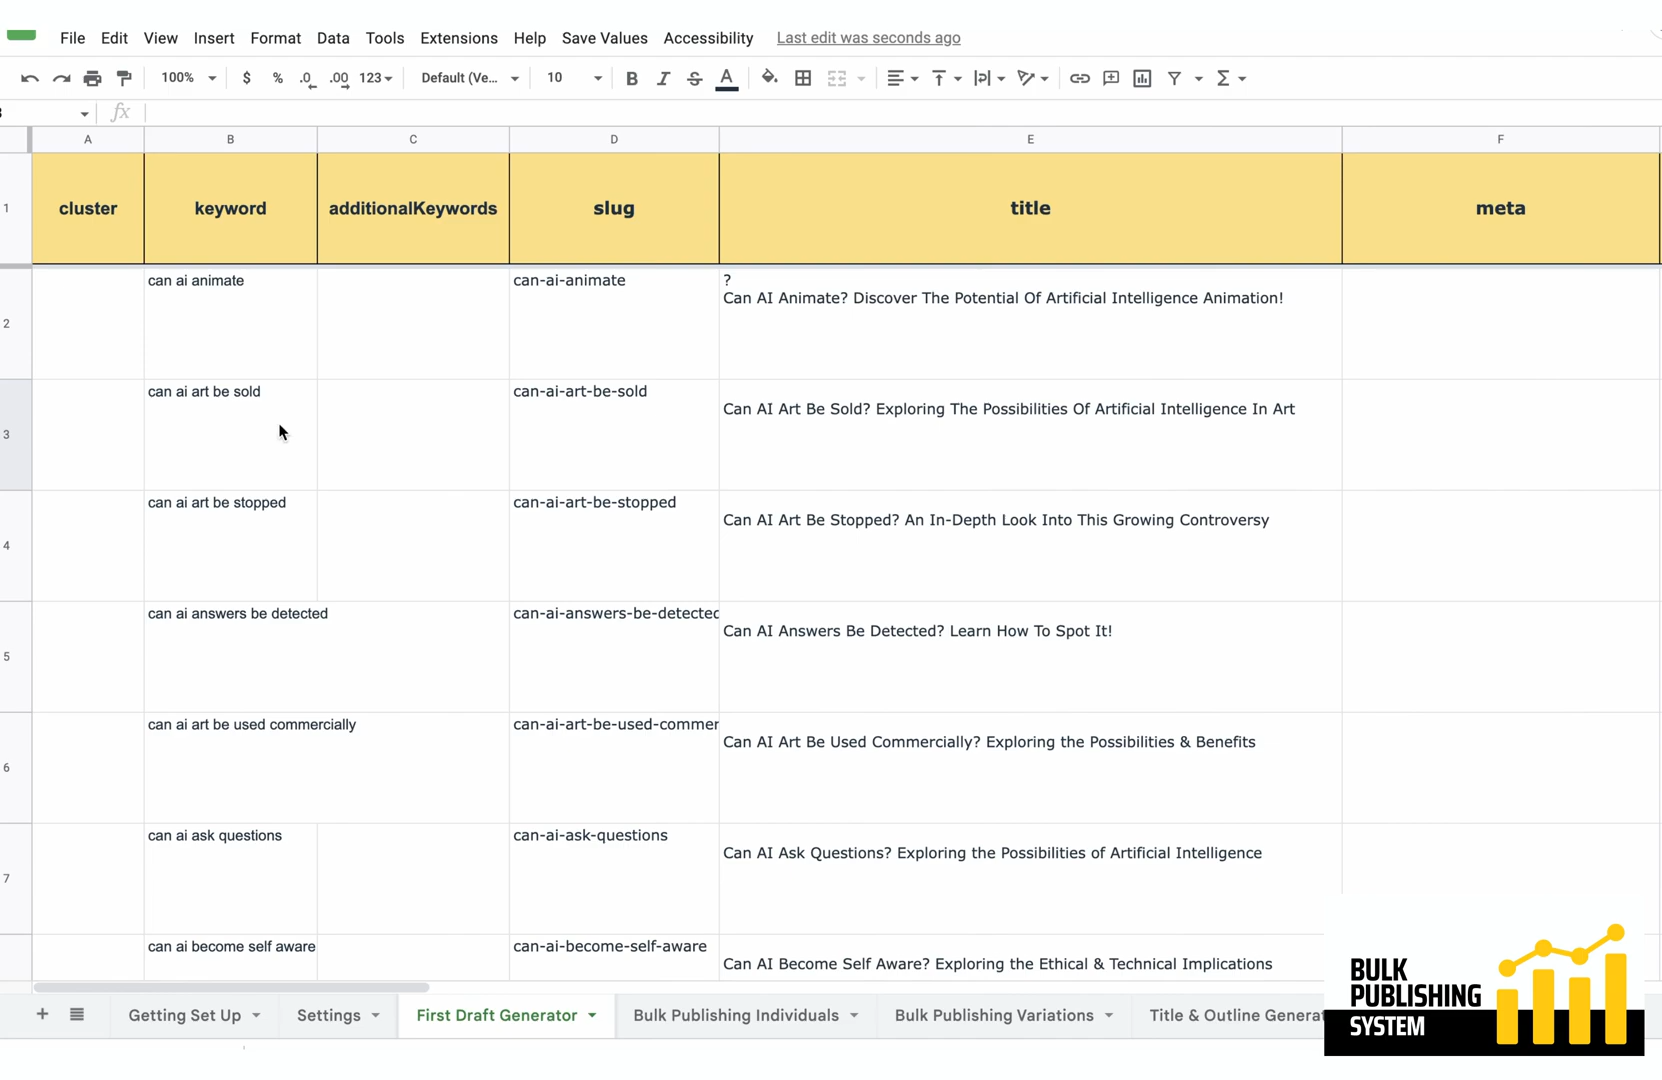 File Edit View Insert Format Data Tools Extensions Help Save Values Accessibility Last edit was seconds ago
100% $ % .0 .00 123 Default (Ve... 10 B I S A Σ
fx
A B C D E F
1 cluster keyword additionalKeywords slug title meta
can ai animate can-ai-animate ?
Can AI Animate? Discover The Potential Of Artificial Intelligence Animation!
2
can ai art be sold can-ai-art-be-sold
Can AI Art Be Sold? Exploring The Possibilities Of Artificial Intelligence In Art
3
can ai art be stopped can-ai-art-be-stopped
Can AI Art Be Stopped? An In-Depth Look Into This Growing Controversy
4
can ai answers be detected can-ai-answers-be-detected
Can AI Answers Be Detected? Learn How To Spot It!
5
can ai art be used commercially can-ai-art-be-used-commer
Can AI Art Be Used Commercially? Exploring the Possibilities & Benefits
6
can ai ask questions can-ai-ask-questions
Can AI Ask Questions? Exploring the Possibilities of Artificial Intelligence
7
can ai become self aware can-ai-become-self-aware
Can AI Become Self Aware? Exploring the Ethical & Technical Implications
Getting Set Up Settings First Draft Generator Bulk Publishing Individuals Bulk Publishing Variations Title & Outline Generat
BULK
PUBLISHING
SYSTEM